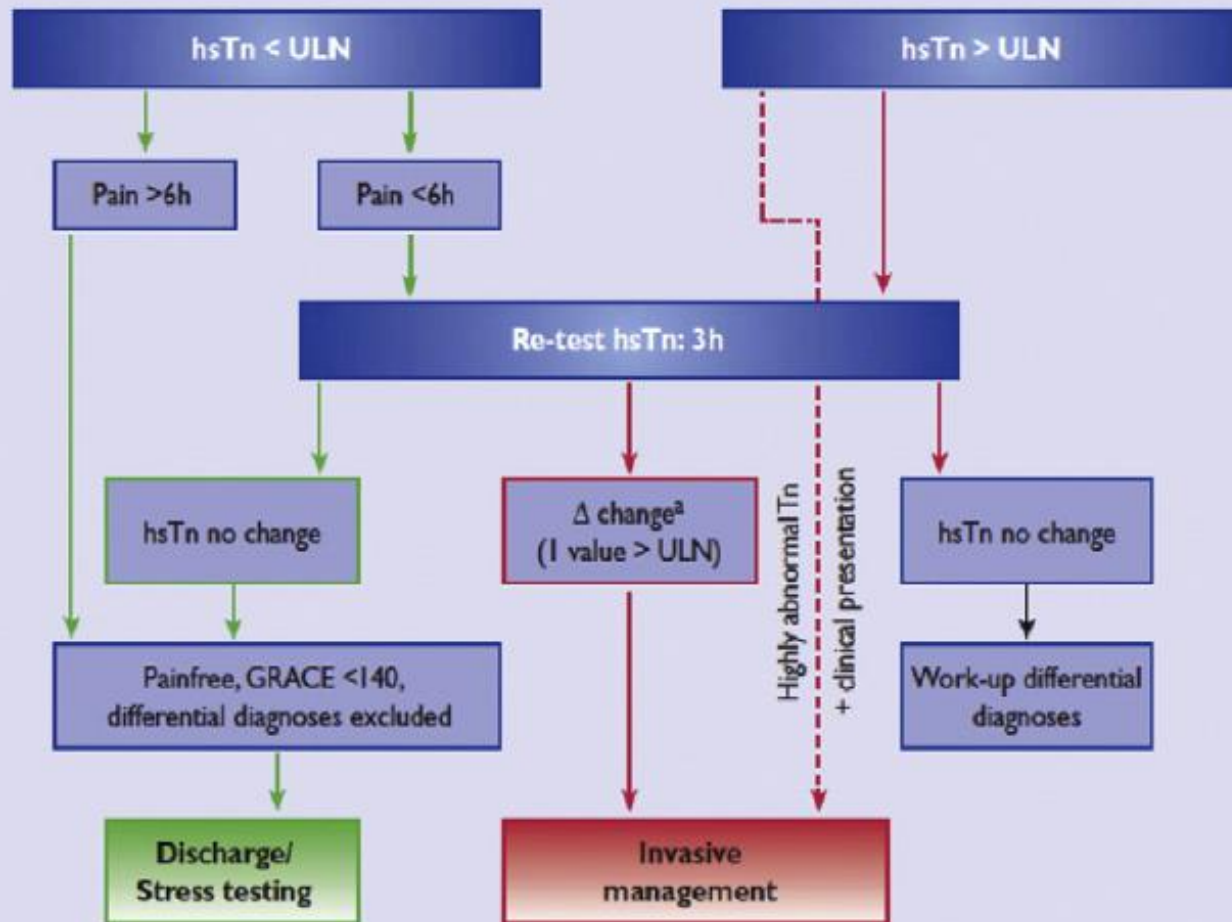 hsTn < ULN
hsTn > ULN
Pain >6h
Pain <6h
Re-test hsTn: 3h
hsTn no change
Δ changeᵃ
(1 value > ULN)
Highly abnormal Tn
+ clinical presentation
hsTn no change
Painfree, GRACE <140,
differential diagnoses excluded
Work-up differential
diagnoses
Discharge/
Stress testing
Invasive
management